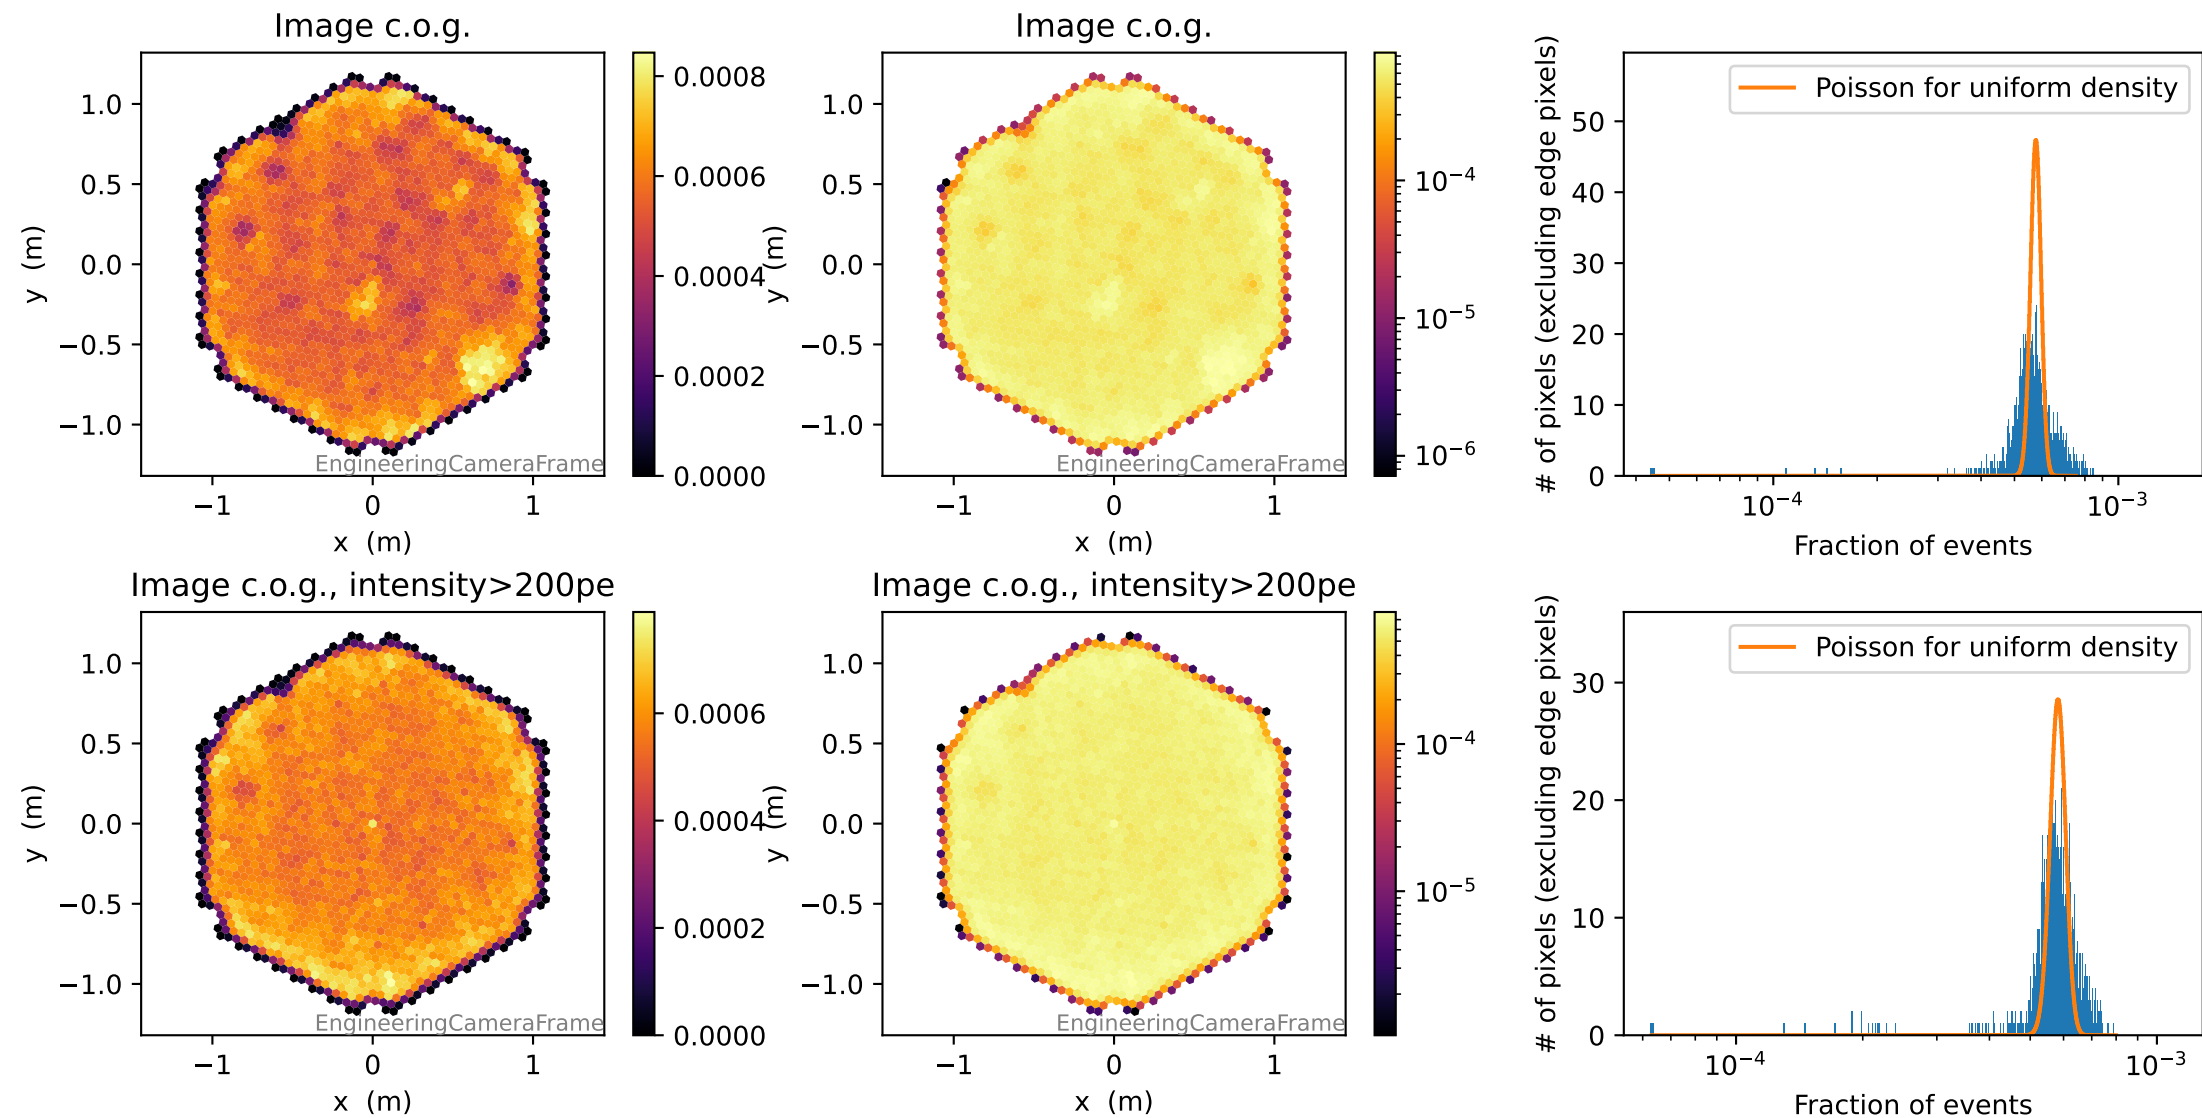 Image c.o.g.
1.0
0.5
0.0
−0.5
−1.0
y (m)
−1
0
1
x (m)
EngineeringCameraFrame
0.0008
0.0006
0.0004
0.0002
0.0000
Image c.o.g.
1.0
0.5
0.0
−0.5
−1.0
y (m)
−1
0
1
x (m)
EngineeringCameraFrame
10−4
10−5
10−6
Poisson for uniform density
# of pixels (excluding edge pixels)
50
40
30
20
10
0
10−4
10−3
Fraction of events
Image c.o.g., intensity>200pe
1.0
0.5
0.0
−0.5
−1.0
y (m)
−1
0
1
x (m)
EngineeringCameraFrame
0.0006
0.0004
0.0002
0.0000
Image c.o.g., intensity>200pe
1.0
0.5
0.0
−0.5
−1.0
y (m)
−1
0
1
x (m)
EngineeringCameraFrame
10−4
10−5
Poisson for uniform density
# of pixels (excluding edge pixels)
30
20
10
0
10−4
10−3
Fraction of events